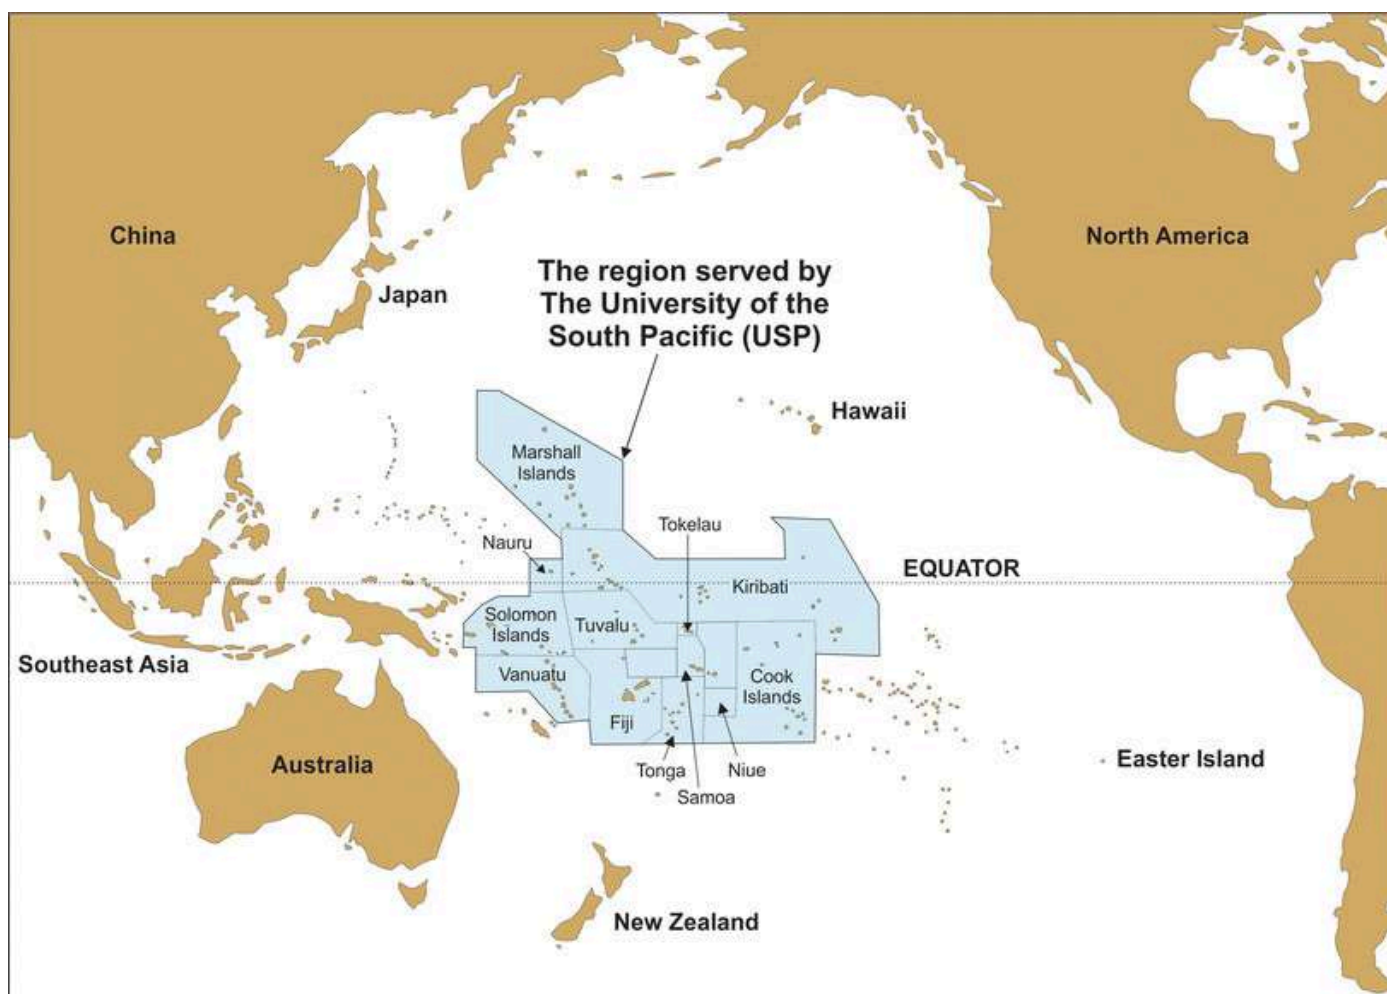 China
North America
The region served by
The University of the
South Pacific (USP)
Japan
Hawaii
Marshall
Islands
Tokelau
Nauru
EQUATOR
Kiribati
Solomon
Islands
Tuvalu
Southeast Asia
Vanuatu
Cook
Islands
Fiji
Australia
Tonga
Niue
Easter Island
Samoa
New Zealand